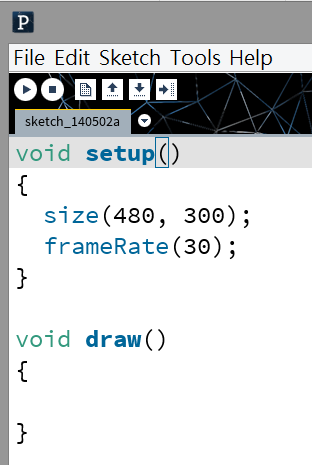 P
File Edit Sketch Tools Help
sketch_140502a
void setup()
{
  size(480, 300);
  frameRate(30);
}
void draw()
{
}